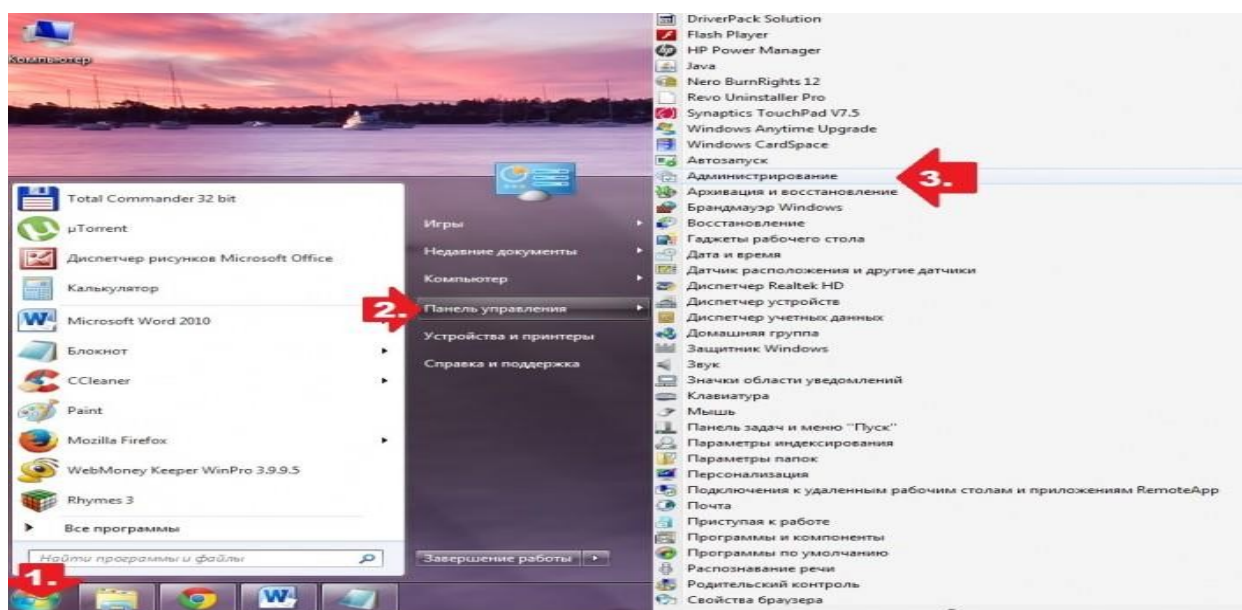 Компьютер
Total Commander 32 bit
µTorrent
Диспетчер рисунков Microsoft Office
Калькулятор
Microsoft Word 2010
Блокнот
CCleaner
Paint
Mozilla Firefox
WebMoney Keeper WinPro 3.9.9.5
Rhymes 3
Все программы
Найти программы и файлы
1.
Игры
Недавние документы
Компьютер
2.
Панель управления
Устройства и принтеры
Справка и поддержка
Завершение работы
DriverPack Solution
Flash Player
HP Power Manager
Java
Nero BurnRights 12
Revo Uninstaller Pro
Synaptics TouchPad V7.5
Windows Anytime Upgrade
Windows CardSpace
Автозапуск
Администрирование
3.
Архивация и восстановление
Брандмауэр Windows
Восстановление
Гаджеты рабочего стола
Дата и время
Датчик расположения и другие датчики
Диспетчер Realtek HD
Диспетчер устройств
Диспетчер учетных данных
Домашняя группа
Защитник Windows
Звук
Значки области уведомлений
Клавиатура
Мышь
Панель задач и меню "Пуск"
Параметры индексирования
Параметры папок
Персонализация
Подключения к удаленным рабочим столам и приложениям RemoteApp
Почта
Приступая к работе
Программы и компоненты
Программы по умолчанию
Распознавание речи
Родительский контроль
Свойства браузера